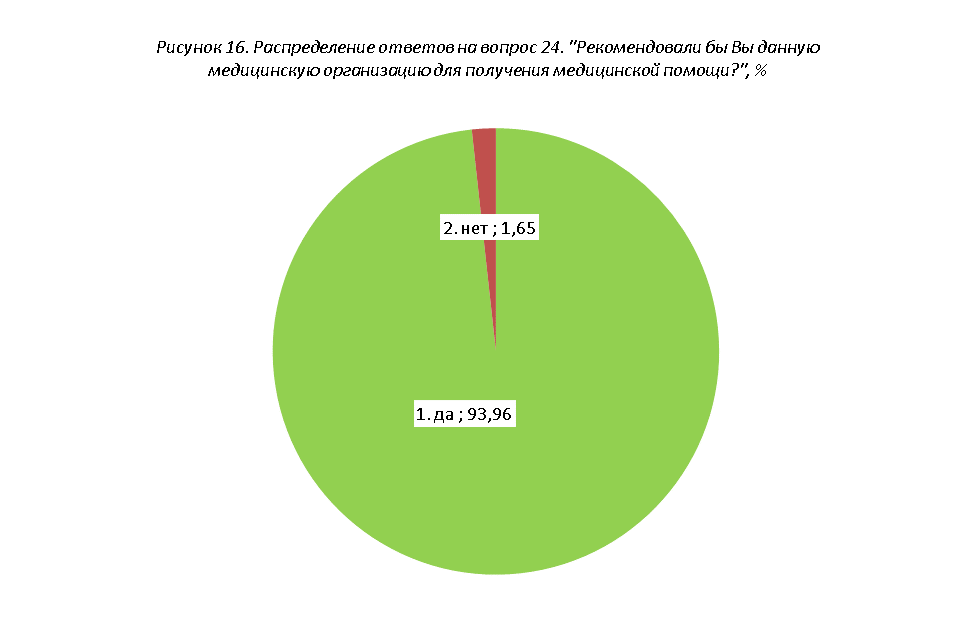 Рисунок 16. Распределение ответов на вопрос 24. "Рекомендовали бы Вы данную
медицинскую организацию для получения медицинской помощи?", %
2. нет ; 1,65
1. да ; 93,96